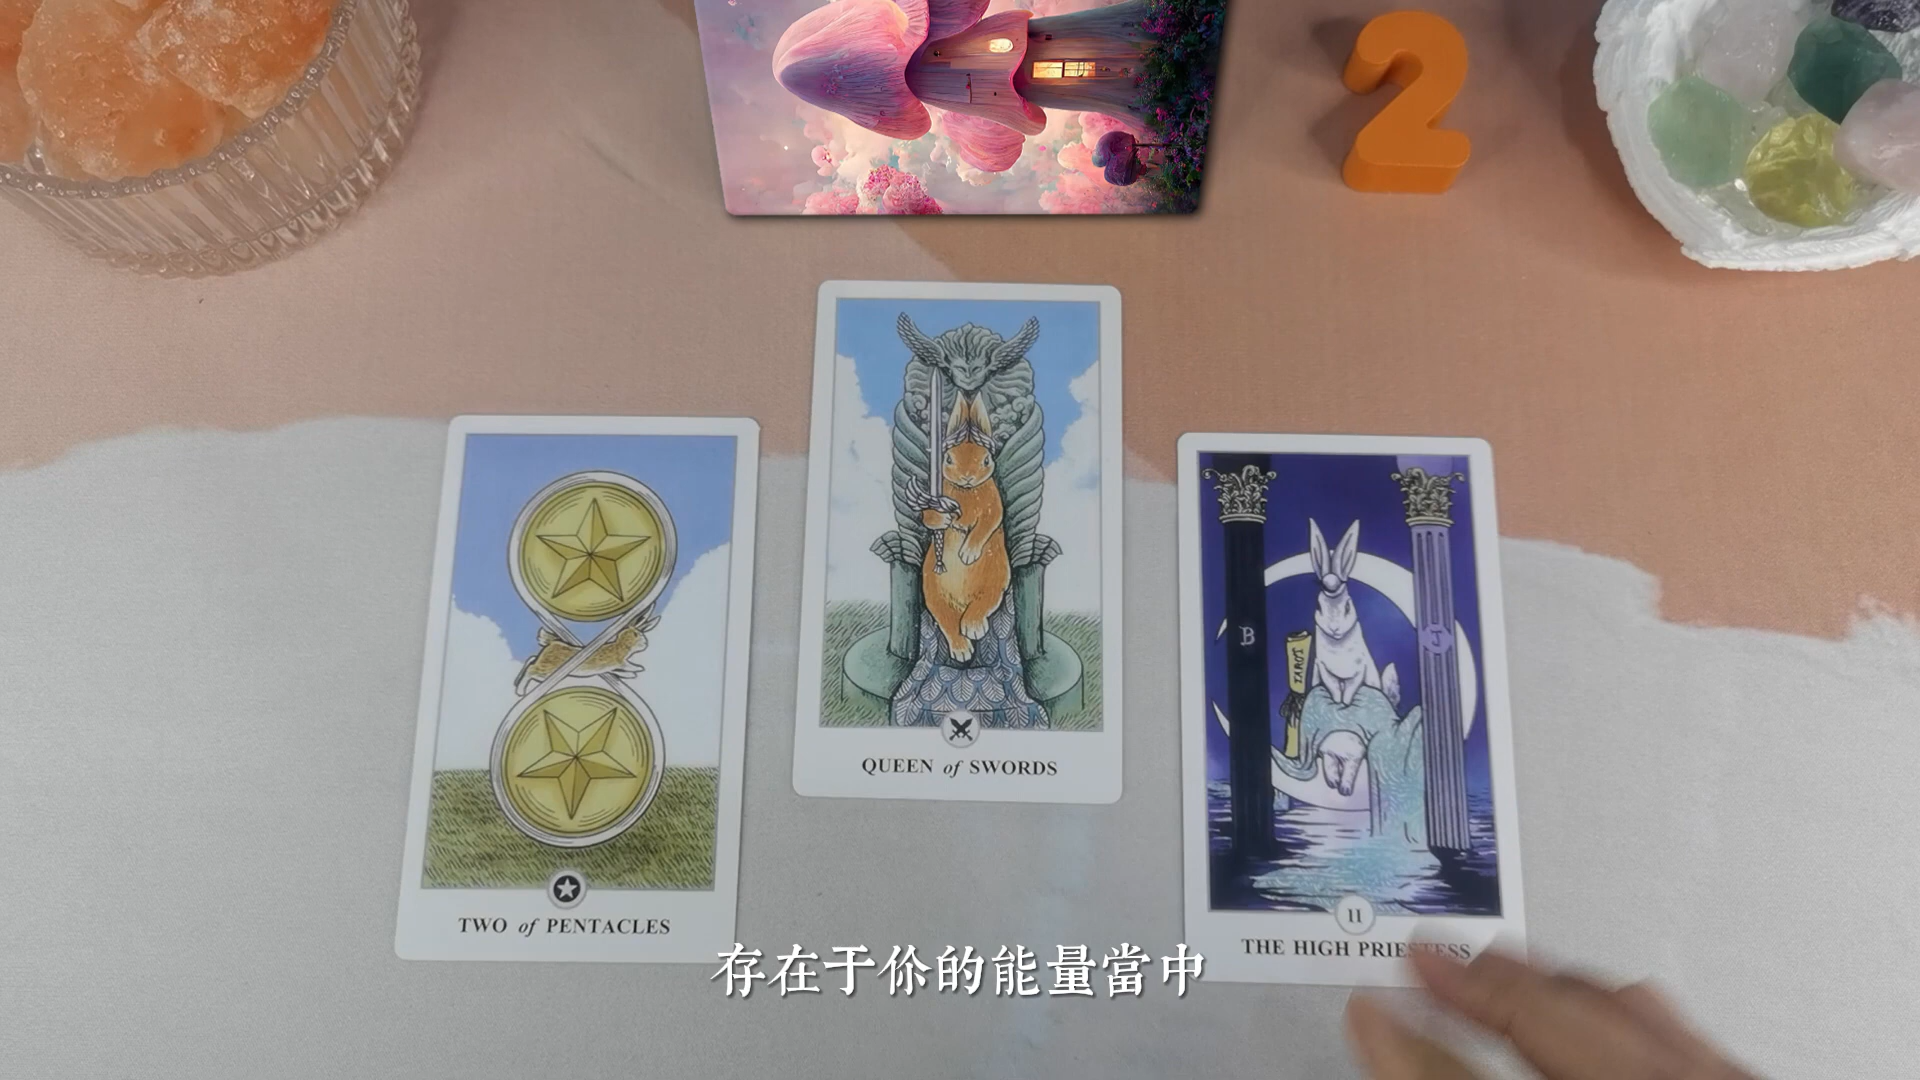 2
QUEEN of SWORDS
B
J
TAROT
TWO of PENTACLES
II
THE HIGH PRIESTESS
存在于你的能量當中